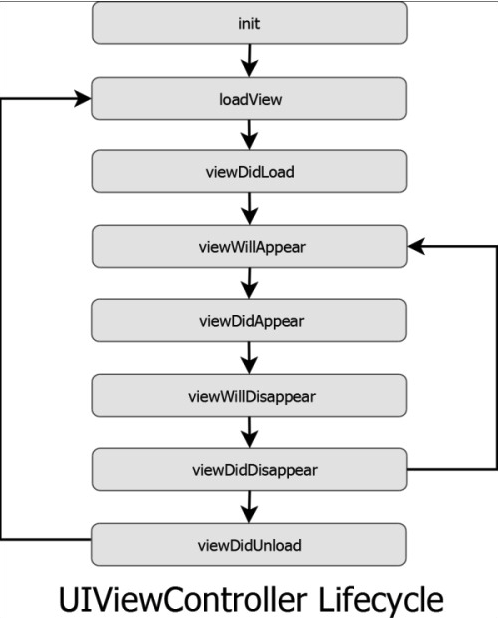 init
loadView
viewDidLoad
viewWillAppear
viewDidAppear
viewWillDisappear
viewDidDisappear
viewDidUnload
UIViewController Lifecycle